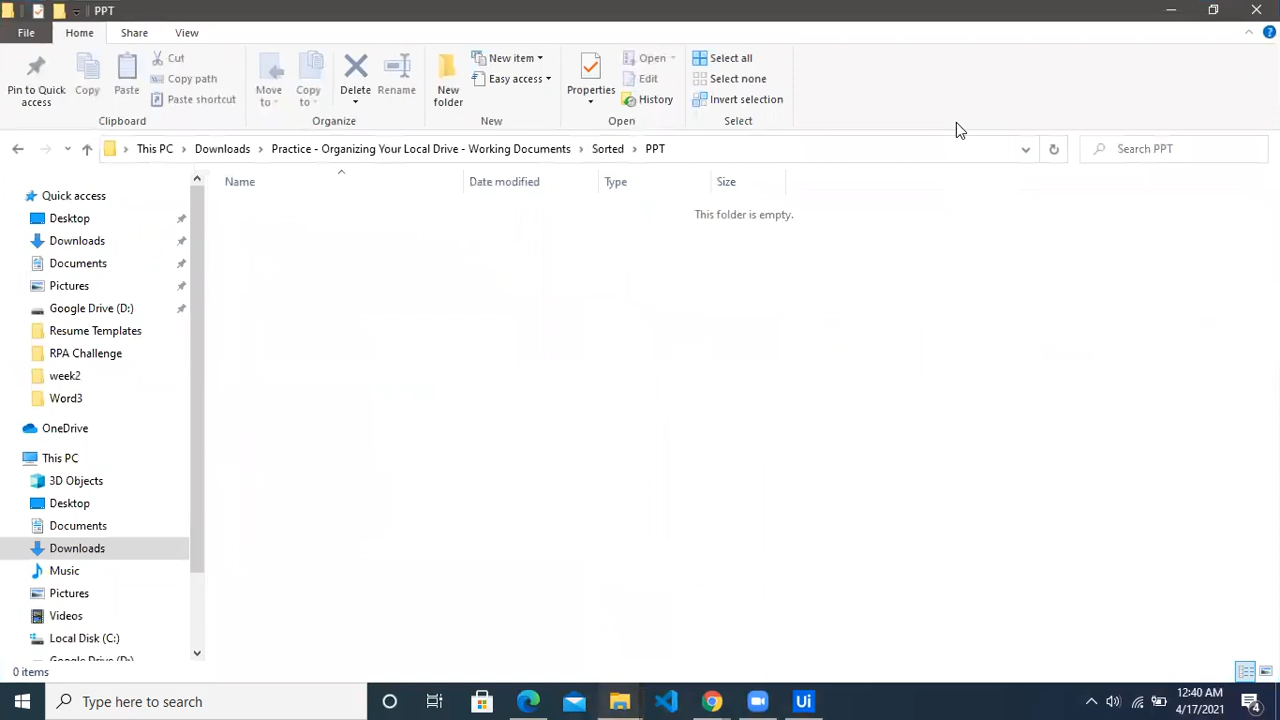 PPT
File Home Share View
Pin to Quick access Copy Paste Cut Copy path Paste shortcut
Move to Copy to Delete Rename New folder New item Easy access
Properties Open Edit History Select all Select none Invert selection
Clipboard Organize New Open Select
This PC Downloads Practice - Organizing Your Local Drive - Working Documents Sorted PPT Search PPT
Name Date modified Type Size
This folder is empty.
Quick access
Desktop
Downloads
Documents
Pictures
Google Drive (D:)
Resume Templates
RPA Challenge
week2
Word3
OneDrive
This PC
3D Objects
Desktop
Documents
Downloads
Music
Pictures
Videos
Local Disk (C:)
Google Drive (D:)
0 items
Type here to search Ui 12:40 AM
4/17/2021 4